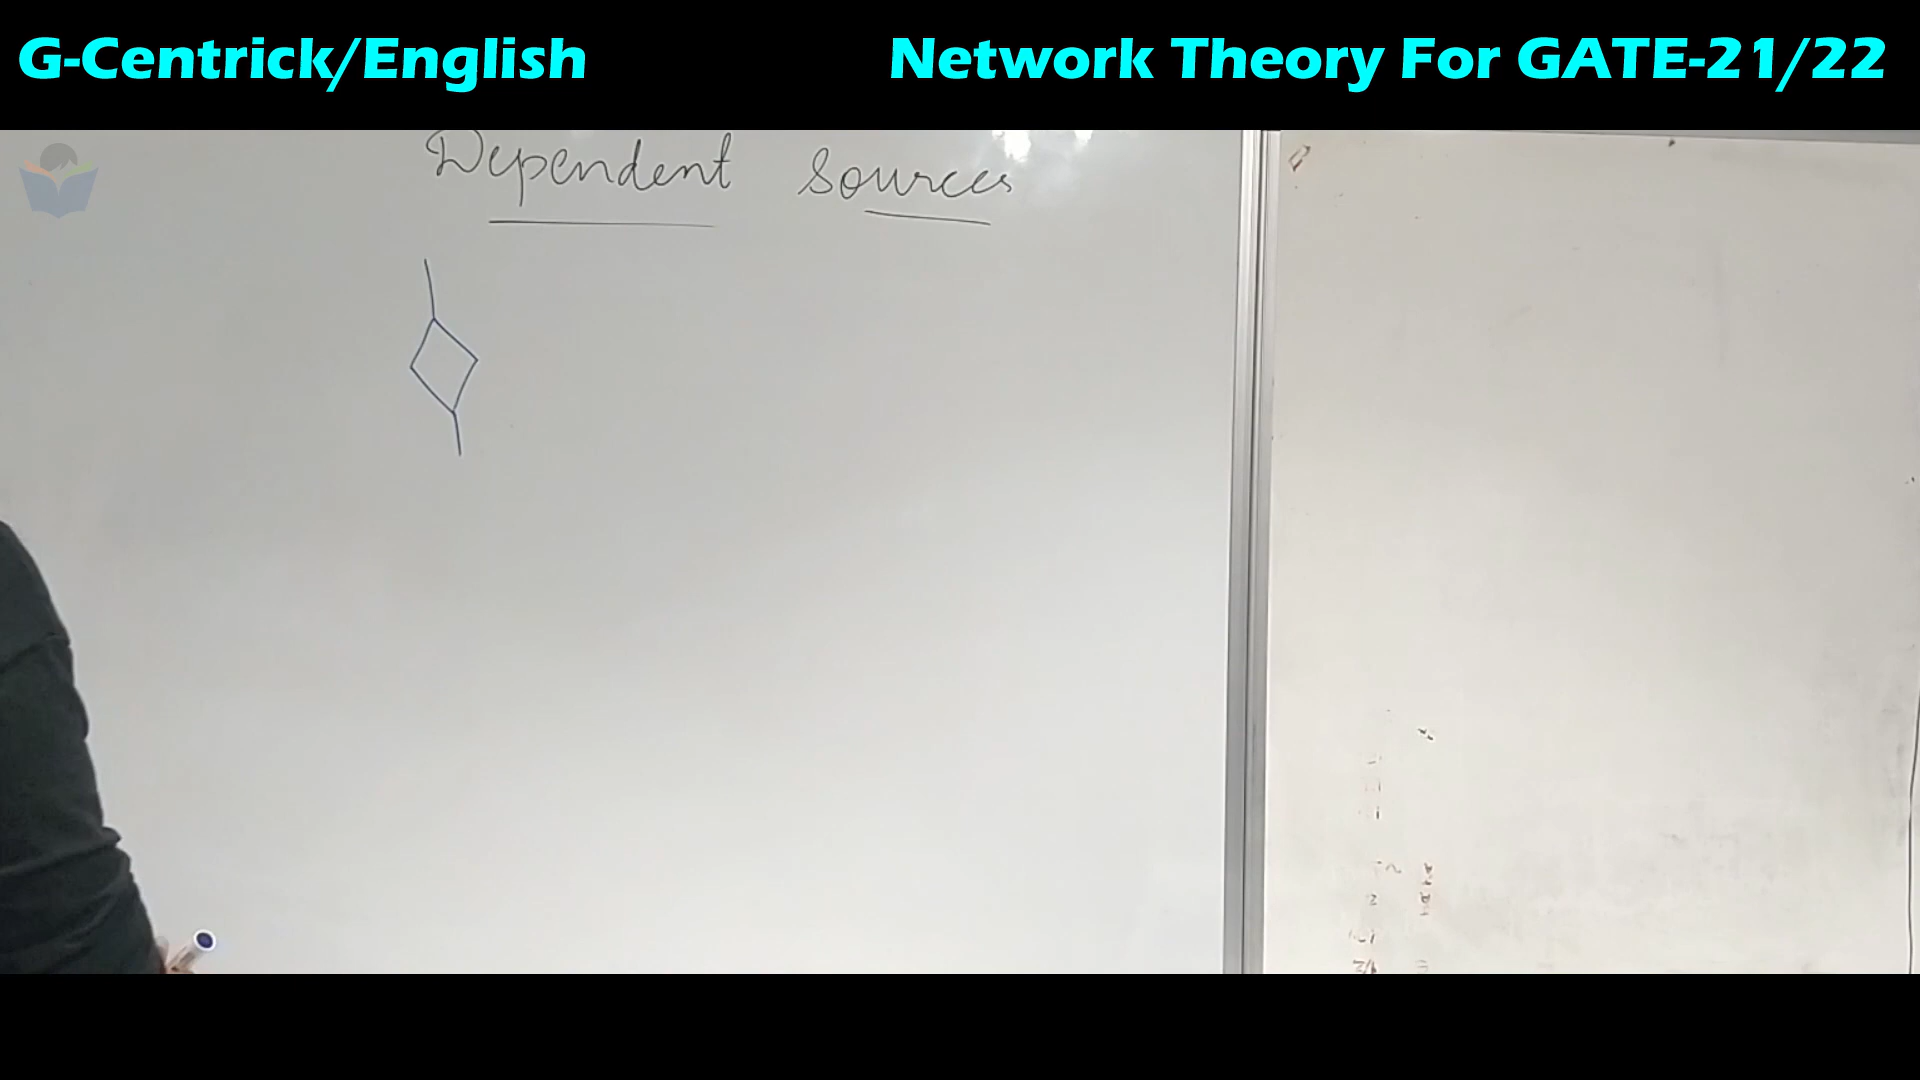 G-Centrick/English Network Theory For GATE-21/22
Dependent Sources